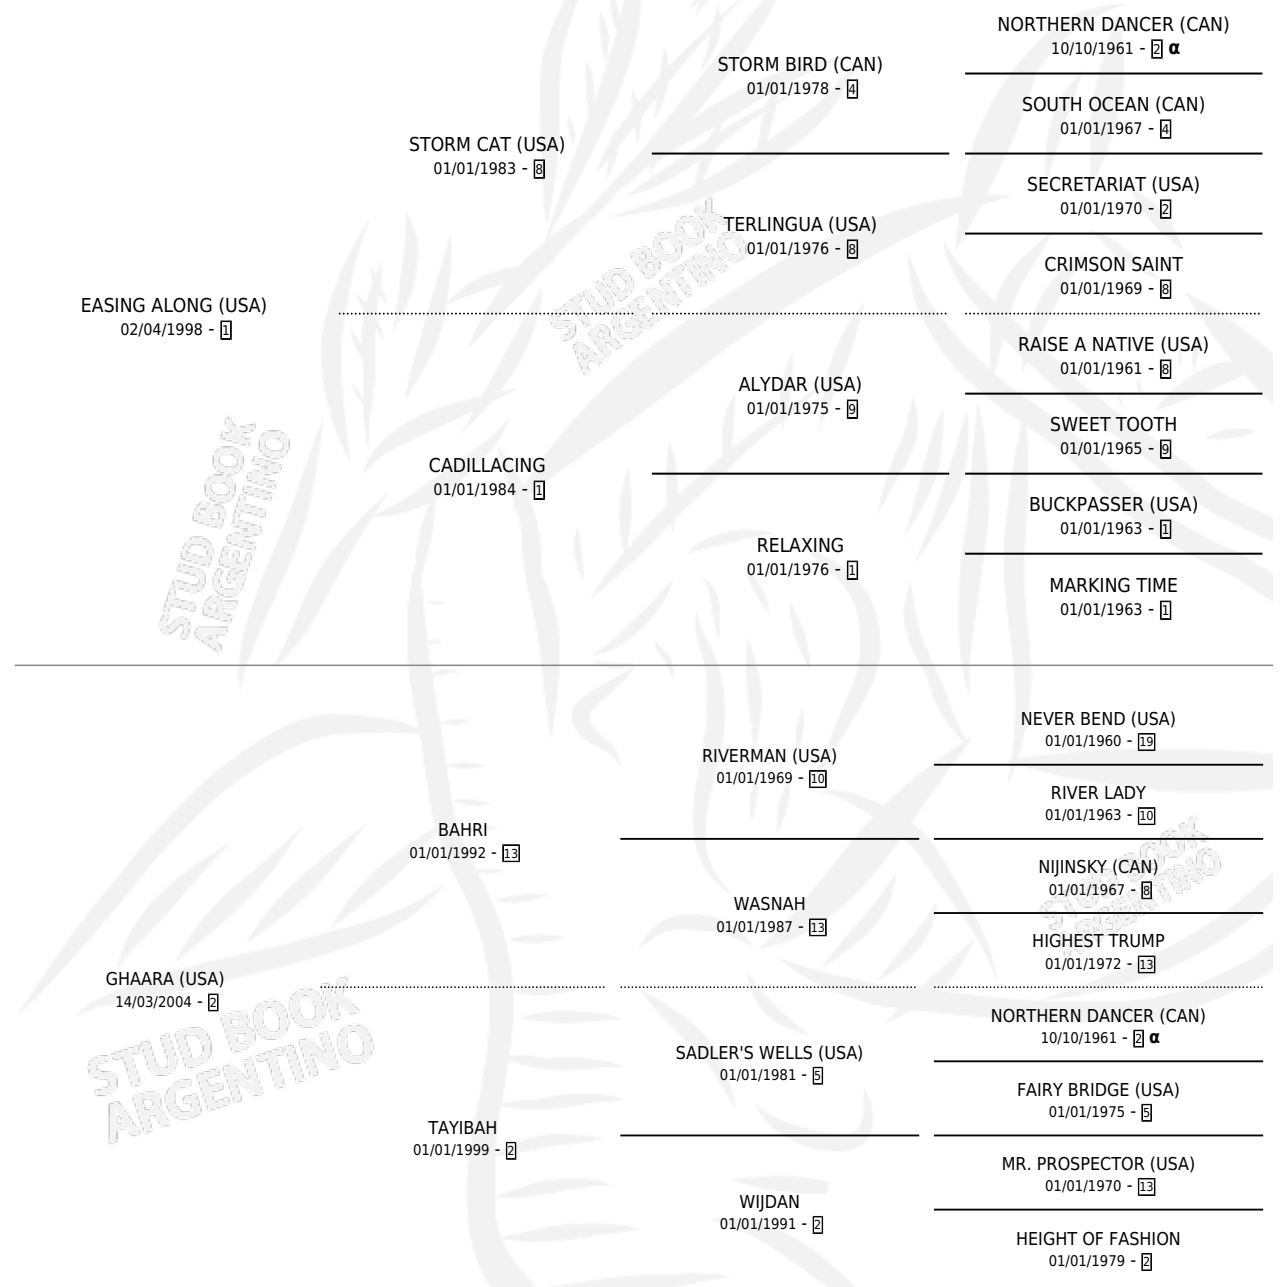 NORTHERN DANCER (CAN)
10/10/1961 - 2 α
STORM BIRD (CAN)
01/01/1978 - 4
SOUTH OCEAN (CAN)
01/01/1967 - 4
STORM CAT (USA)
01/01/1983 - 8
SECRETARIAT (USA)
01/01/1970 - 2
TERLINGUA (USA)
01/01/1976 - 8
CRIMSON SAINT
01/01/1969 - 8
EASING ALONG (USA)
02/04/1998 - 1
RAISE A NATIVE (USA)
01/01/1961 - 8
ALYDAR (USA)
01/01/1975 - 9
SWEET TOOTH
01/01/1965 - 9
CADILLACING
01/01/1984 - 1
BUCKPASSER (USA)
01/01/1963 - 1
RELAXING
01/01/1976 - 1
MARKING TIME
01/01/1963 - 1
NEVER BEND (USA)
01/01/1960 - 19
RIVERMAN (USA)
01/01/1969 - 10
RIVER LADY
01/01/1963 - 10
BAHRI
01/01/1992 - 13
NIJINSKY (CAN)
01/01/1967 - 8
WASNAH
01/01/1987 - 13
HIGHEST TRUMP
01/01/1972 - 13
GHAARA (USA)
14/03/2004 - 2
NORTHERN DANCER (CAN)
10/10/1961 - 2 α
SADLER'S WELLS (USA)
01/01/1981 - 5
FAIRY BRIDGE (USA)
01/01/1975 - 5
TAYIBAH
01/01/1999 - 2
MR. PROSPECTOR (USA)
01/01/1970 - 13
WIJDAN
01/01/1991 - 2
HEIGHT OF FASHION
01/01/1979 - 2
STUD BOOK
ARGENTINO
STUD BOOK
ARGENTINO
STUD BOOK
ARGENTINO
STUD BOOK
ARGENTINO